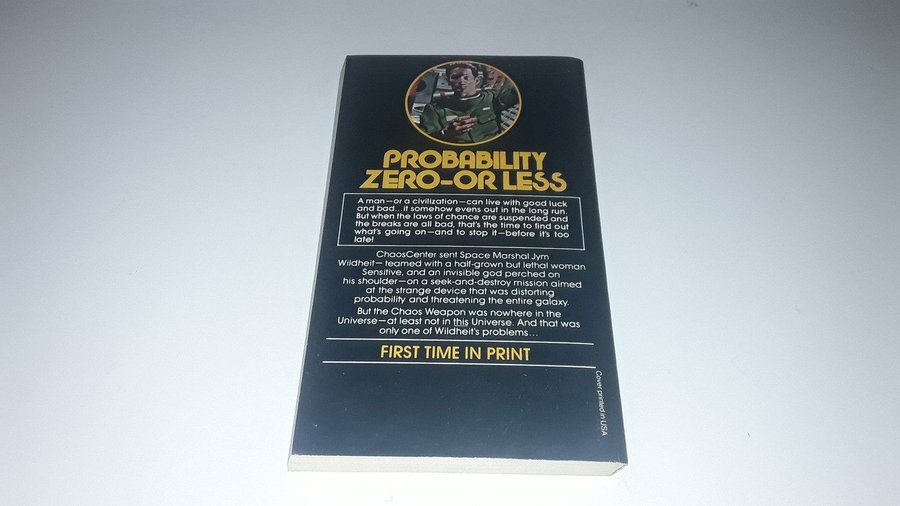 PROBABILITY
ZERO-OR LESS
A man—or a civilization—can live with good luck
and bad...it somehow evens out in the long run.
But when the laws of chance are suspended and
the breaks are all bad, that's the time to find out
what's going on—and to stop it—before it's too
late!
ChaosCenter sent Space Marshal Jym
Wildheit—teamed with a half-grown but lethal woman
Sensitive, and an invisible god perched on
his shoulder—on a seek-and-destroy mission aimed
at the strange device that was distorting
probability and threatening the entire galaxy.
But the Chaos Weapon was nowhere in the
Universe—at least not in this Universe. And that was
only one of Wildheit's problems...
FIRST TIME IN PRINT
Cover printed in USA